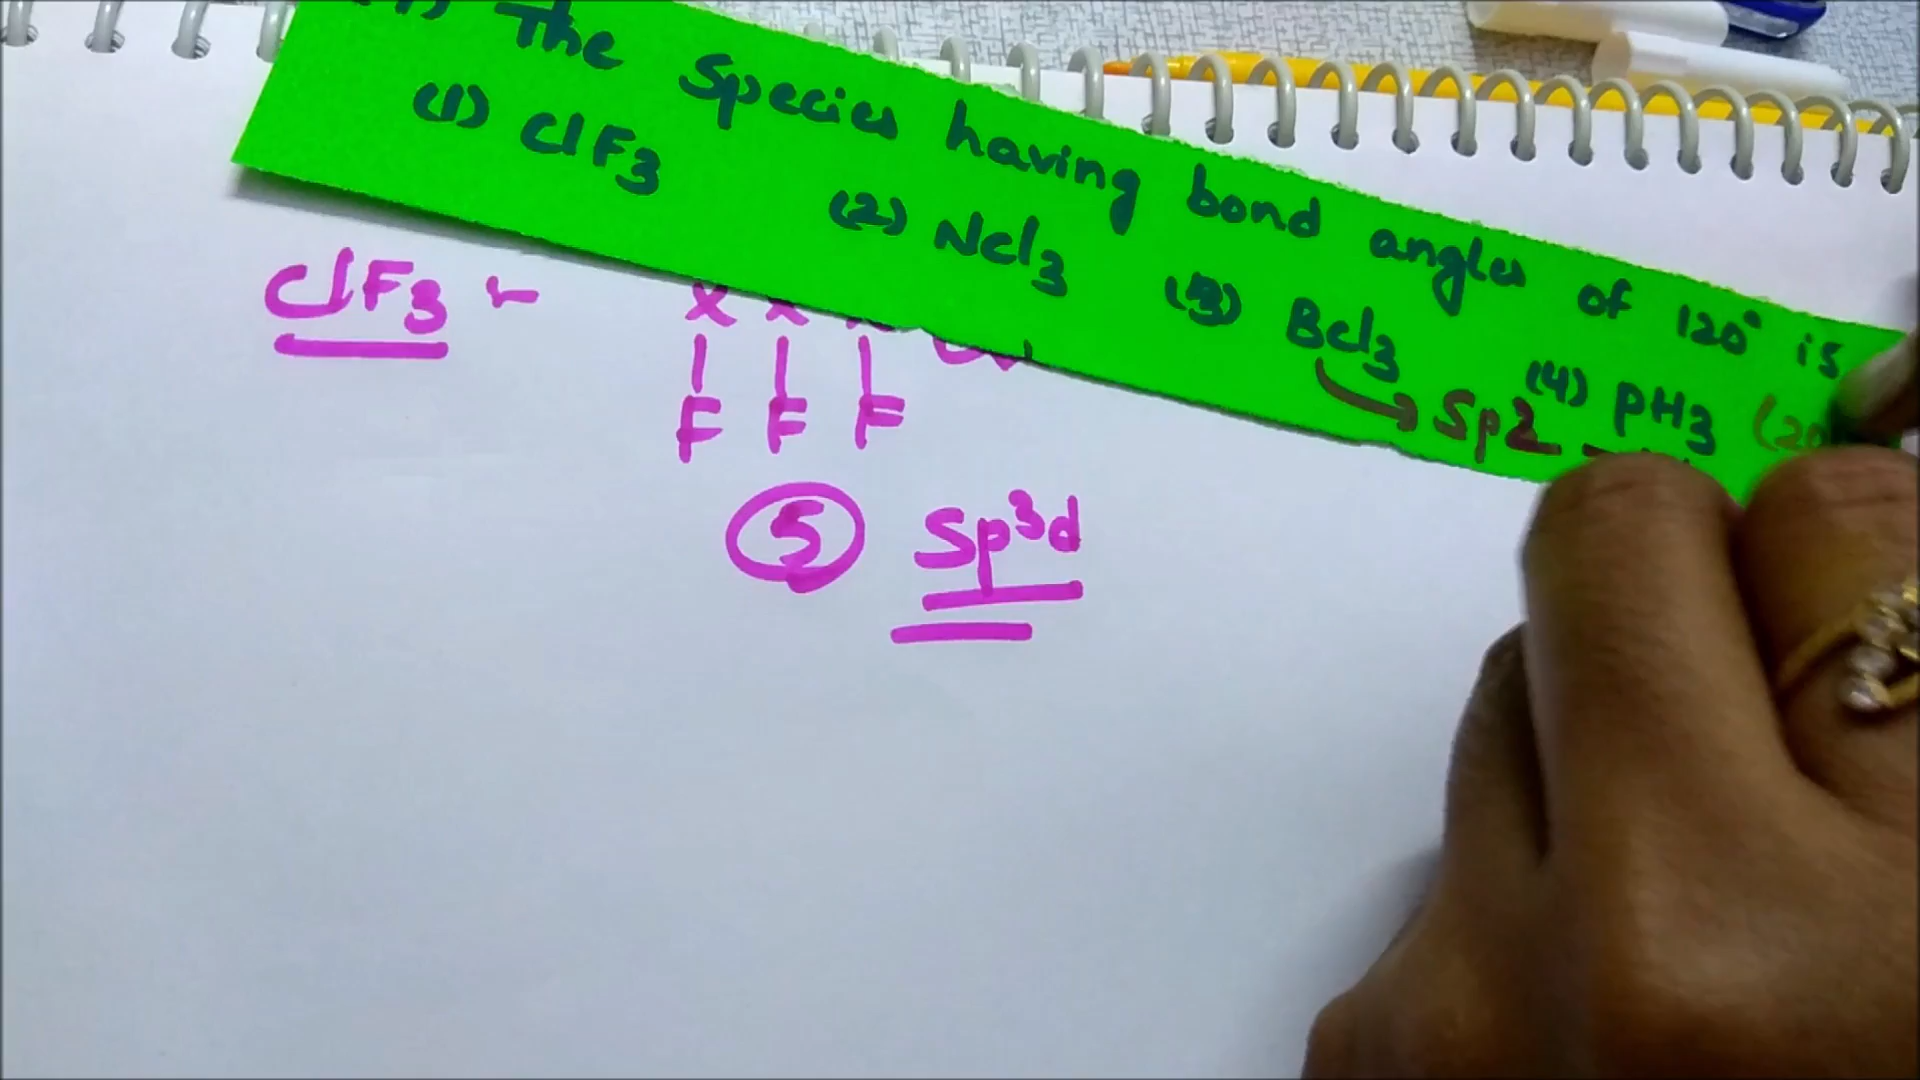 The Species having bond angles of 120° is
(1) ClF3 (2) NCl3 (3) BCl3 (4) PH3 (20
Sp2
ClF3
x x x
F F F
5 Sp³d